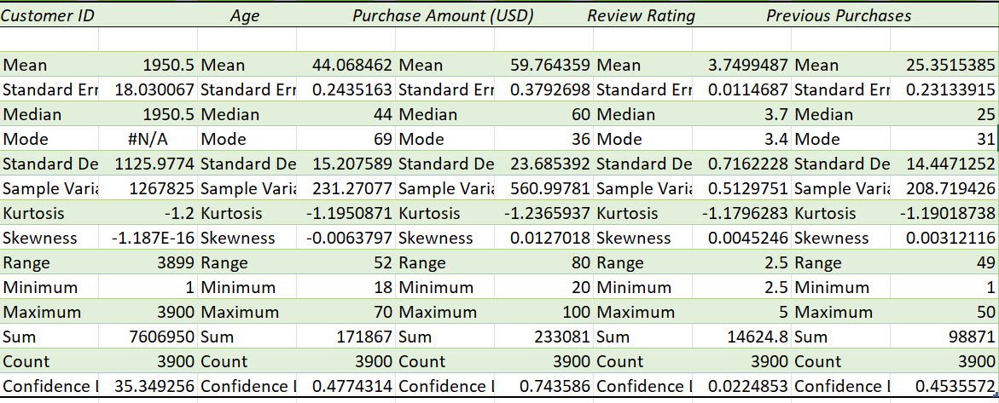 Customer ID Age Purchase Amount (USD) Review Rating Previous Purchases
Mean 1950.5 Mean 44.068462 Mean 59.764359 Mean 3.7499487 Mean 25.3515385
Standard Err 18.030067 Standard Err 0.2435163 Standard Err 0.3792698 Standard Err 0.0114687 Standard Err 0.23133915
Median 1950.5 Median 44 Median 60 Median 3.7 Median 25
Mode #N/A Mode 69 Mode 36 Mode 3.4 Mode 31
Standard De 1125.9774 Standard De 15.207589 Standard De 23.685392 Standard De 0.7162228 Standard De 14.4471252
Sample Varia 1267825 Sample Varia 231.27077 Sample Varia 560.99781 Sample Varia 0.5129751 Sample Varia 208.719426
Kurtosis -1.2 Kurtosis -1.1950871 Kurtosis -1.2365937 Kurtosis -1.1796283 Kurtosis -1.19018738
Skewness -1.187E-16 Skewness -0.0063797 Skewness 0.0127018 Skewness 0.0045246 Skewness 0.00312116
Range 3899 Range 52 Range 80 Range 2.5 Range 49
Minimum 1 Minimum 18 Minimum 20 Minimum 2.5 Minimum 1
Maximum 3900 Maximum 70 Maximum 100 Maximum 5 Maximum 50
Sum 7606950 Sum 171867 Sum 233081 Sum 14624.8 Sum 98871
Count 3900 Count 3900 Count 3900 Count 3900 Count 3900
Confidence L 35.349256 Confidence L 0.4774314 Confidence L 0.743586 Confidence L 0.0224853 Confidence L 0.4535572